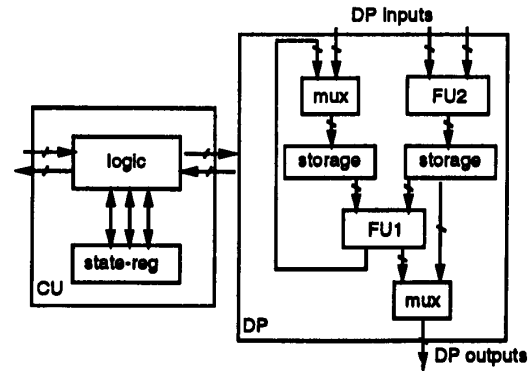 DP inputs
mux
FU2
logic
storage
storage
FU1
state-reg
CU
mux
DP
DP outputs